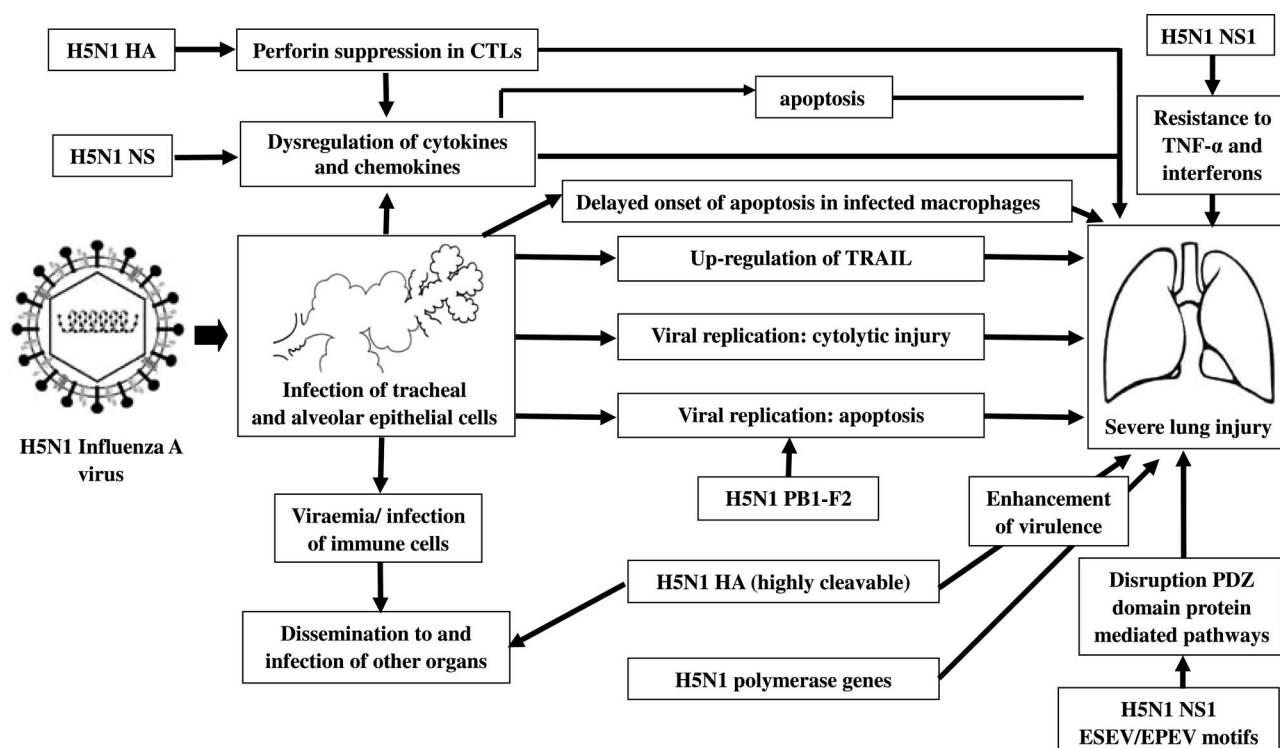 H5N1 HA
Perforin suppression in CTLs
H5N1 NS1
apoptosis
H5N1 NS
Dysregulation of cytokines
and chemokines
Resistance to
TNF-α and
interferons
Delayed onset of apoptosis in infected macrophages
Up-regulation of TRAIL
Viral replication: cytolytic injury
Infection of tracheal
and alveolar epithelial cells
Viral replication: apoptosis
Severe lung injury
H5N1 Influenza A
virus
H5N1 PB1-F2
Enhancement
of virulence
Viraemia/ infection
of immune cells
H5N1 HA (highly cleavable)
Disruption PDZ
domain protein
mediated pathways
Dissemination to and
infection of other organs
H5N1 polymerase genes
H5N1 NS1
ESEV/EPEV motifs